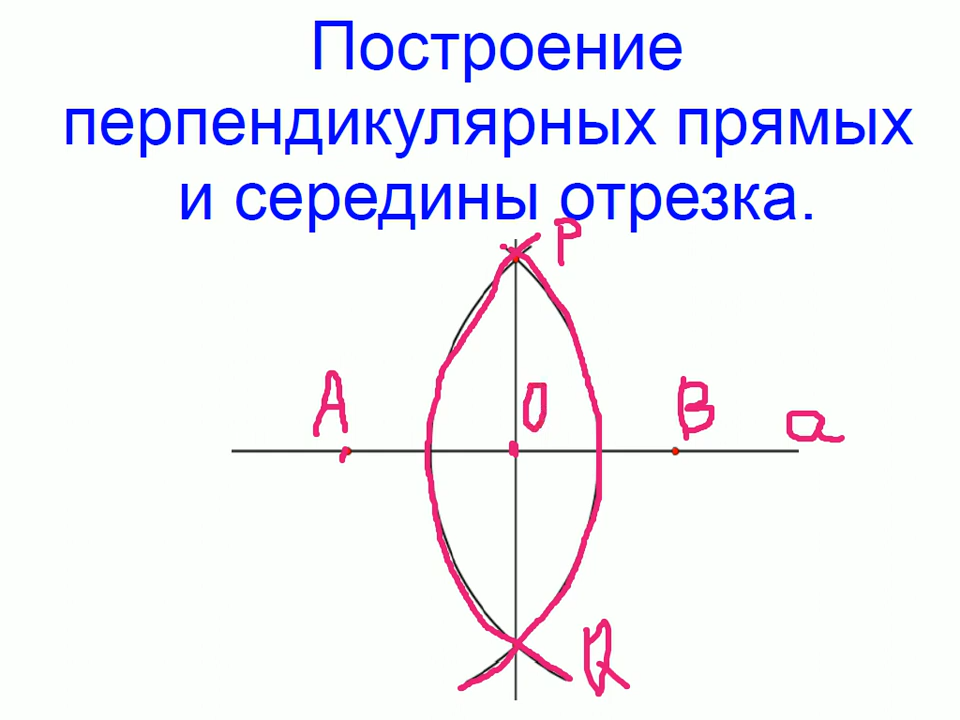 Построение
перпендикулярных прямых
и середины отрезка.
P
A O B a
Q